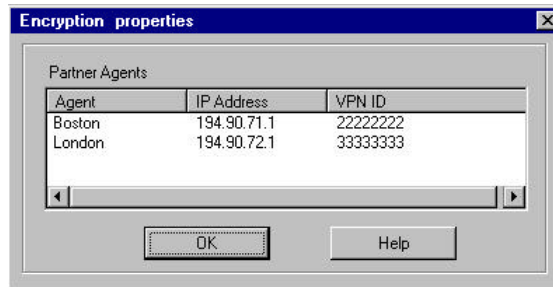 Encryption properties
Partner Agents
Agent IP Address VPN ID
Boston 194.90.71.1 22222222
London 194.90.72.1 33333333
OK Help